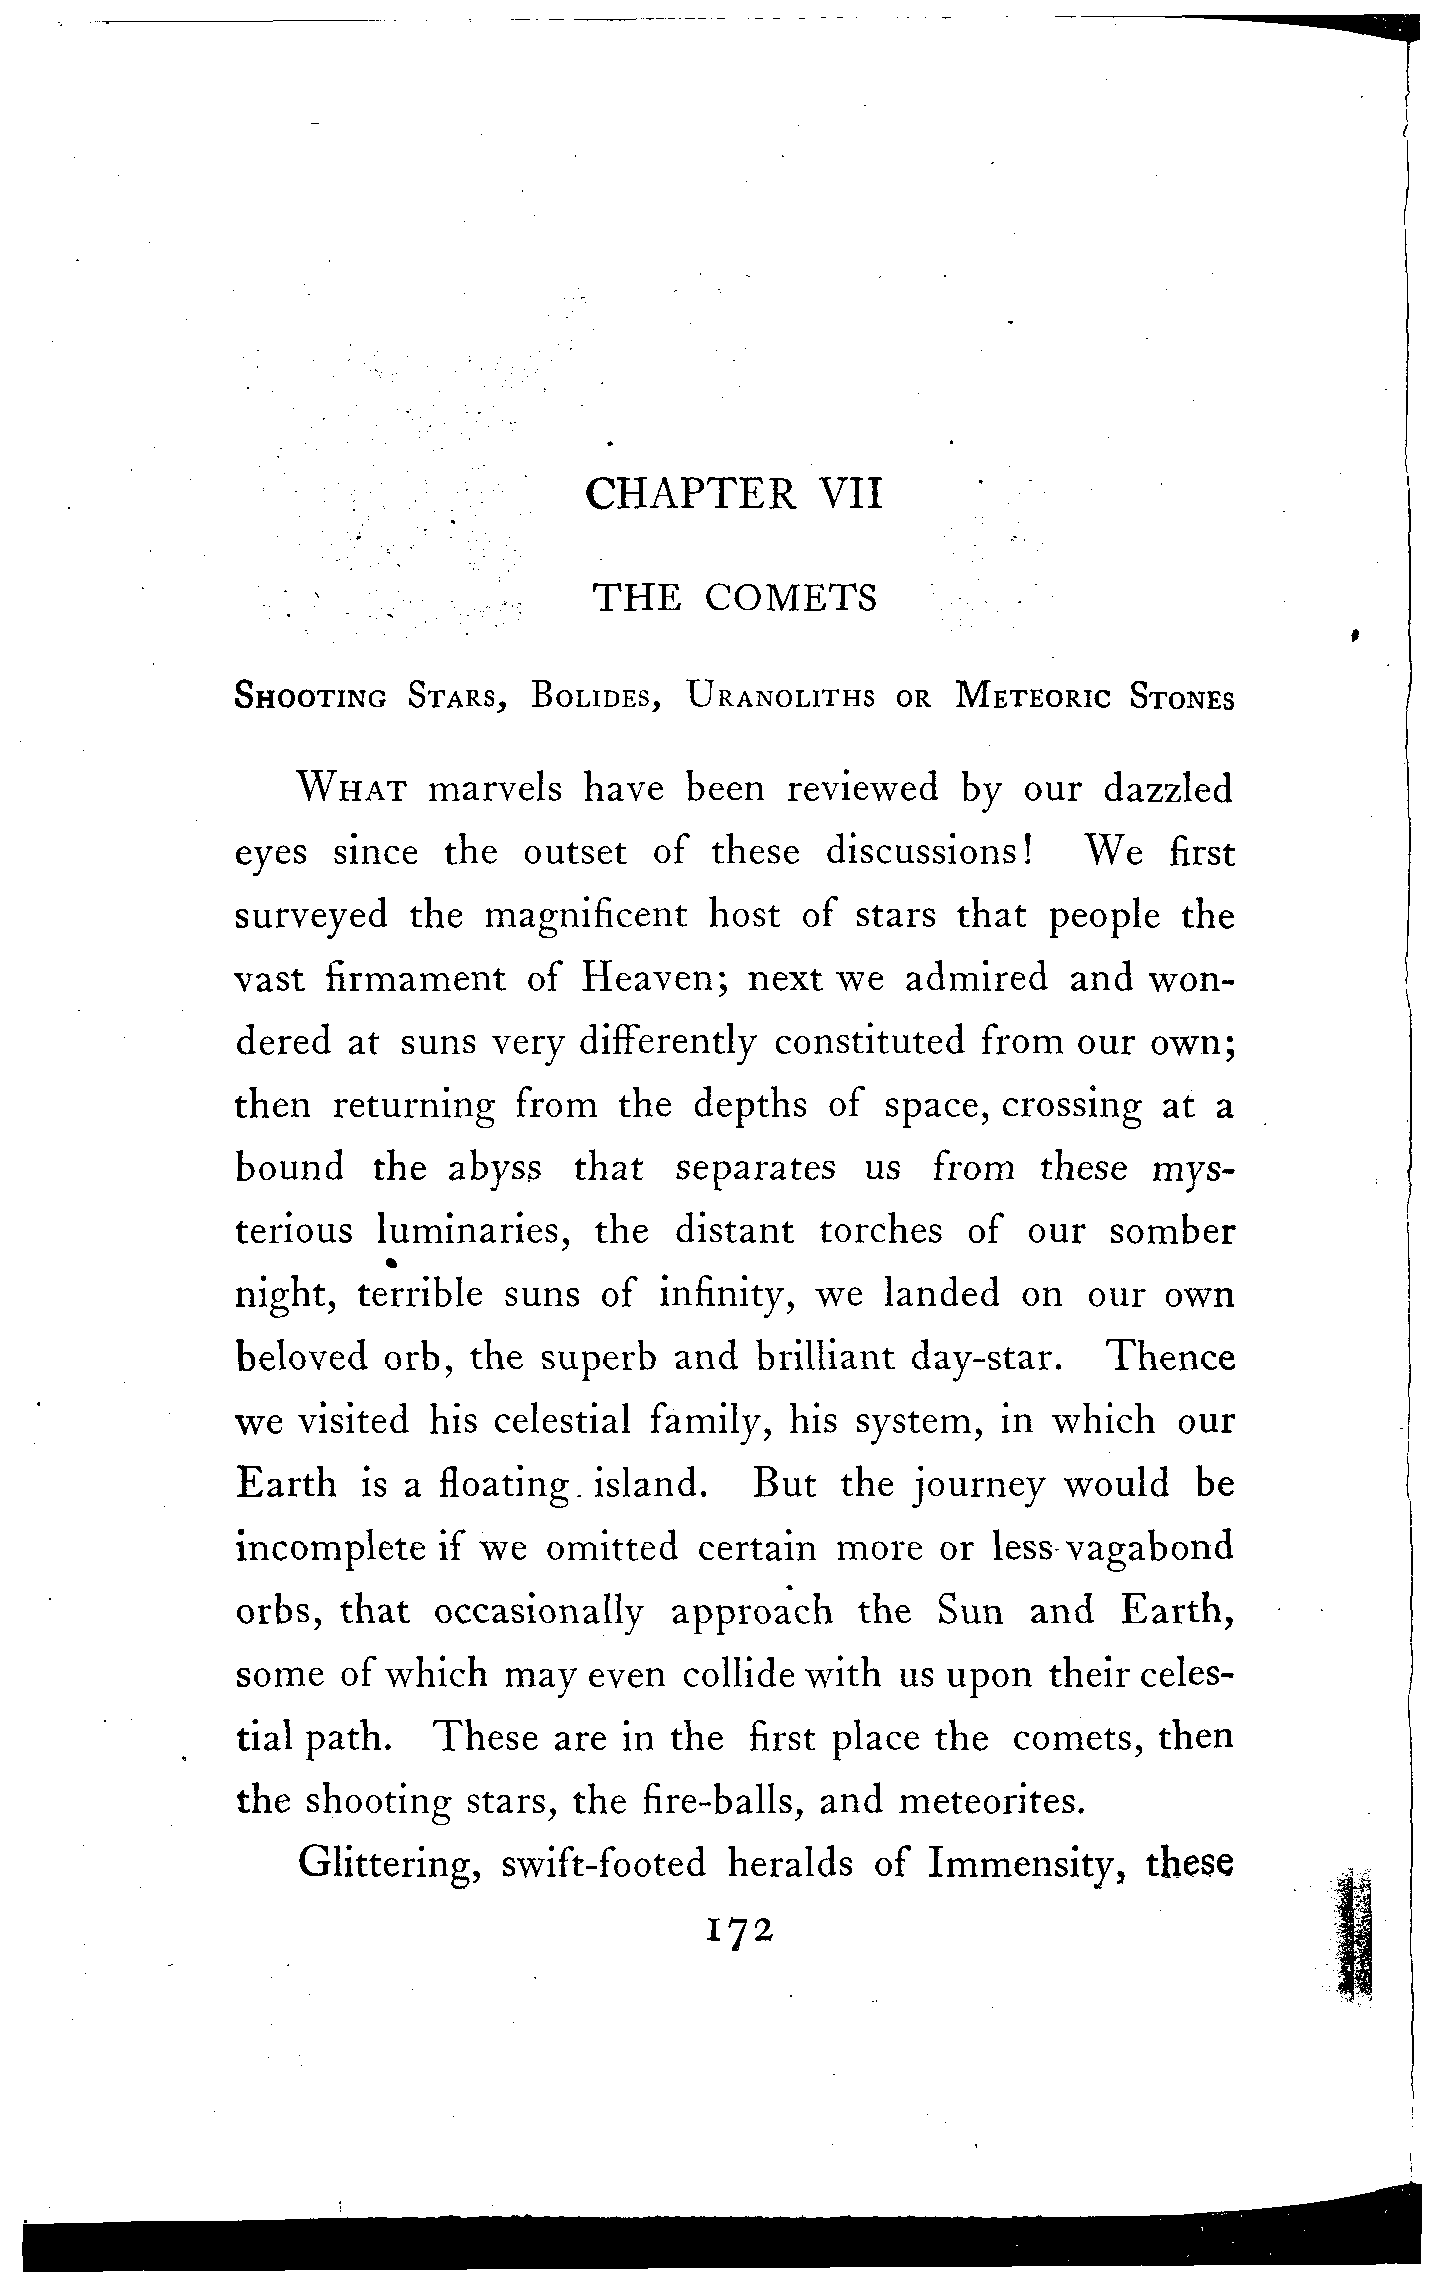 CHAPTER VII
THE COMETS
Shooting Stars, Bolides, Uranoliths or Meteoric Stones
What marvels have been reviewed by our dazzled
eyes since the outset of these discussions! We first
surveyed the magnificent host of stars that people the
vast firmament of Heaven; next we admired and won-
dered at suns very differently constituted from our own;
then returning from the depths of space, crossing at a
bound the abyss that separates us from these mys-
terious luminaries, the distant torches of our somber
night, terrible suns of infinity, we landed on our own
beloved orb, the superb and brilliant day-star. Thence
we visited his celestial family, his system, in which our
Earth is a floating island. But the journey would be
incomplete if we omitted certain more or less vagabond
orbs, that occasionally approach the Sun and Earth,
some of which may even collide with us upon their celes-
tial path. These are in the first place the comets, then
the shooting stars, the fire-balls, and meteorites.
Glittering, swift-footed heralds of Immensity, these
172